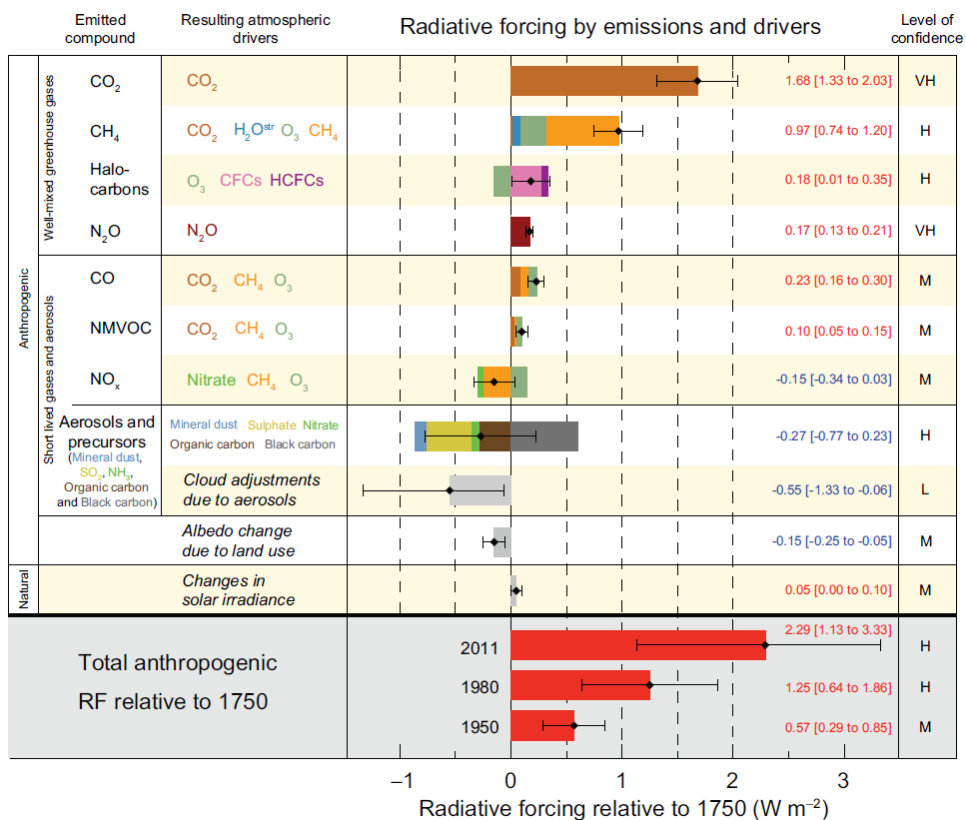 Emitted compound
Resulting atmospheric drivers
Radiative forcing by emissions and drivers
Level of confidence
Anthropogenic
Well-mixed greenhouse gases
CO₂
CO₂
1.68 [1.33 to 2.03]
VH
CH₄
CO₂ H₂Oˢᵗʳ O₃ CH₄
0.97 [0.74 to 1.20]
H
Halo-
carbons
O₃ CFCs HCFCs
0.18 [0.01 to 0.35]
H
N₂O
N₂O
0.17 [0.13 to 0.21]
VH
Short lived gases and aerosols
CO
CO₂ CH₄ O₃
0.23 [0.16 to 0.30]
M
NMVOC
CO₂ CH₄ O₃
0.10 [0.05 to 0.15]
M
NOₓ
Nitrate CH₄ O₃
-0.15 [-0.34 to 0.03]
M
Aerosols and
precursors
(Mineral dust,
SO₂, NH₃,
Organic carbon
and Black carbon)
Mineral dust Sulphate Nitrate
Organic carbon Black carbon
-0.27 [-0.77 to 0.23]
H
Cloud adjustments
due to aerosols
-0.55 [-1.33 to -0.06]
L
Albedo change
due to land use
-0.15 [-0.25 to -0.05]
M
Natural
Changes in
solar irradiance
0.05 [0.00 to 0.10]
M
Total anthropogenic
RF relative to 1750
2011
2.29 [1.13 to 3.33]
H
1980
1.25 [0.64 to 1.86]
H
1950
0.57 [0.29 to 0.85]
M
−1 0 1 2 3
Radiative forcing relative to 1750 (W m⁻²)